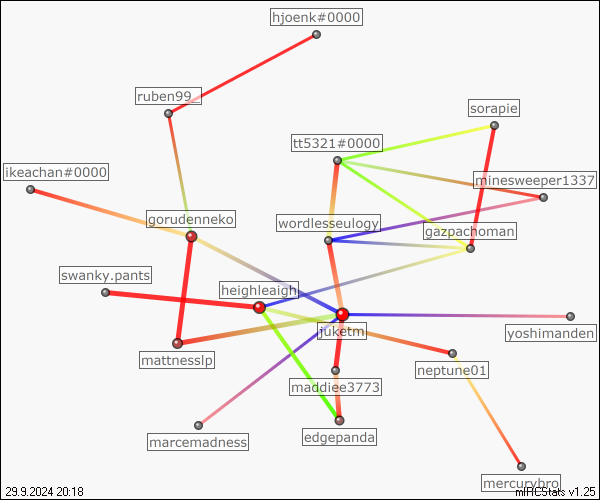 hjoenk#0000
ruben99_
sorapie
tt5321#0000
ikeachan#0000
minesweeper1337
gorudenneko
wordlesseulogy
gazpachoman
swanky.pants
heighleaigh
juketm
yoshimanden
mattnesslp
neptune01
maddiee3773
marcemadness
edgepanda
mercurybro
29.9.2024 20:18
mIRCStats v1.25